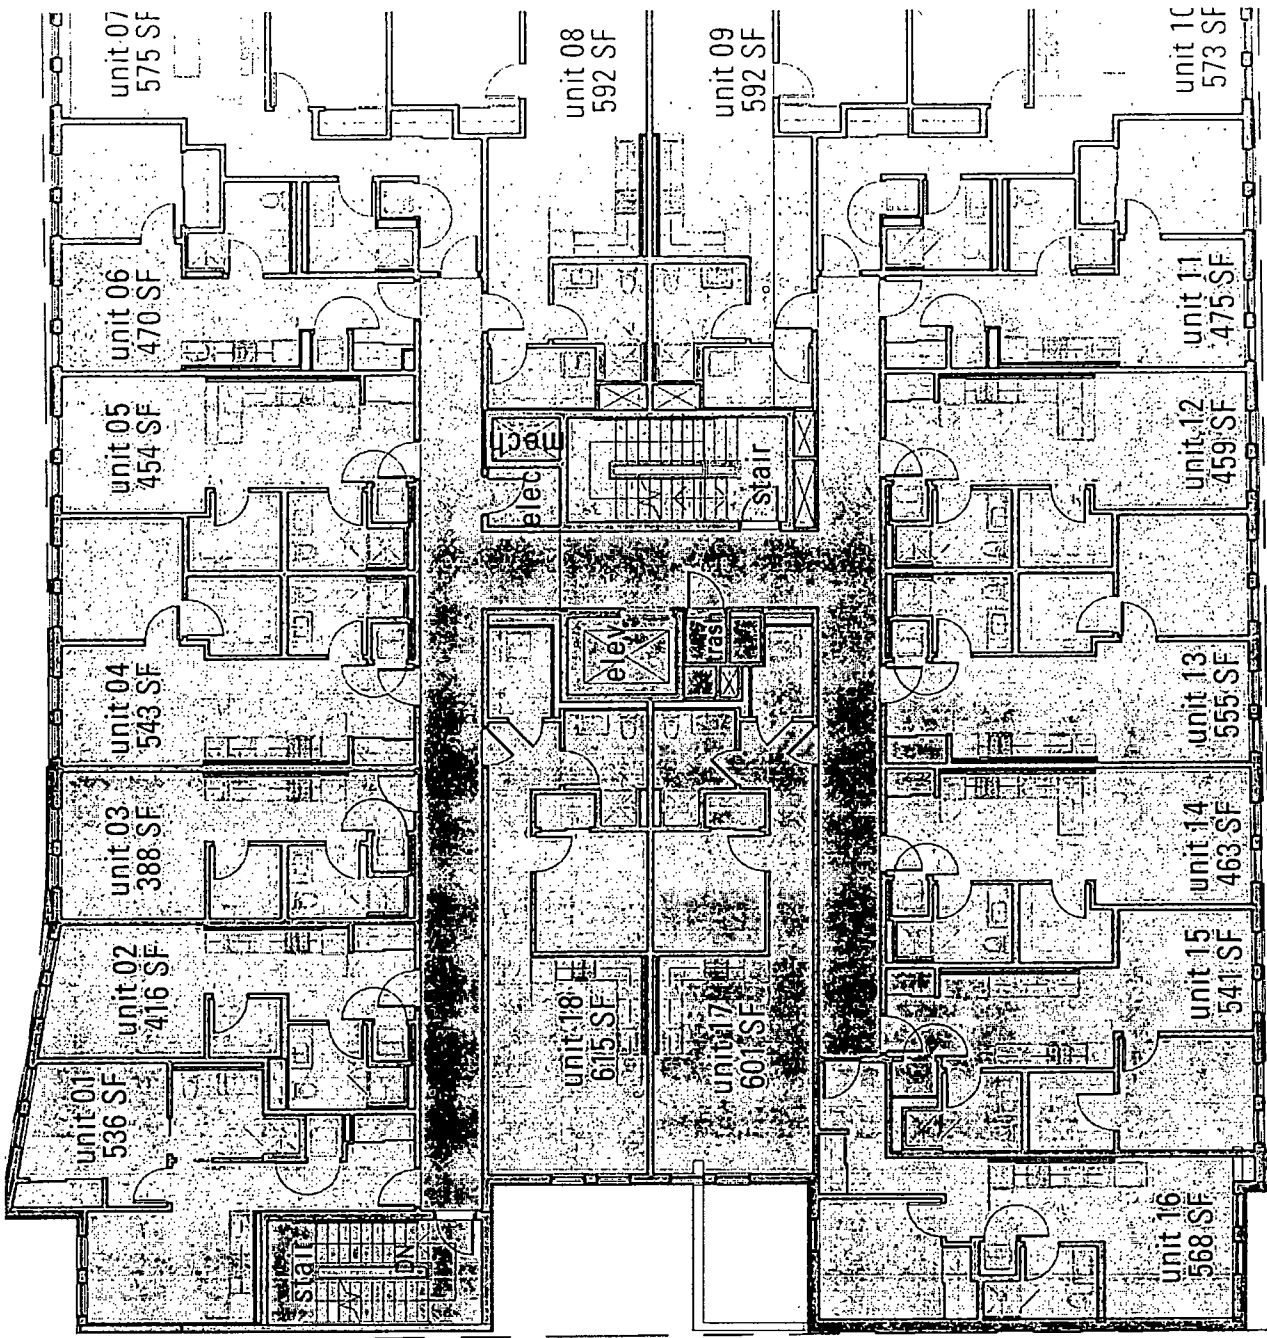 unit 07
575 SF
unit 08
592 SF
unit 09
592 SF
unit 10
573 SF
unit 06
470 SF
unit 11
475 SF
unit 05
454 SF
mech
elec
stair
unit 12
459 SF
unit 04
543 SF
elev
trash
unit 13
555 SF
unit 03
388 SF
unit 14
463 SF
unit 02
416 SF
unit 18
615 SF
unit 17
601 SF
unit 15
541 SF
unit 01
536 SF
stair
DN
unit 16
568 SF